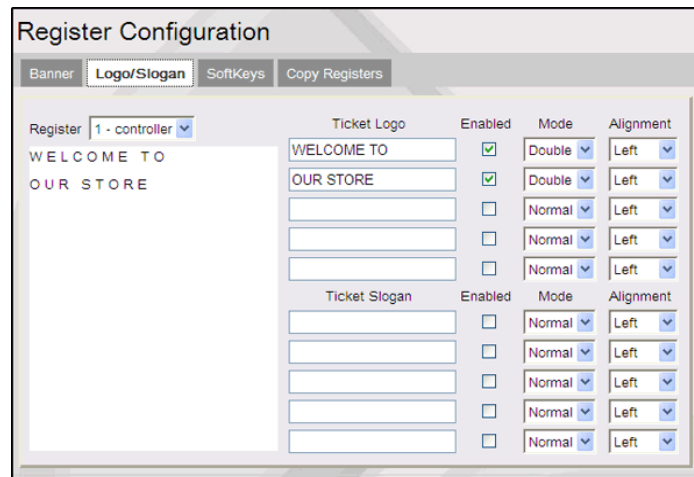 Register Configuration
Banner Logo/Slogan SoftKeys Copy Registers
Register 1 - controller
WELCOME TO
OUR STORE
Ticket Logo Enabled Mode Alignment
WELCOME TO Double Left
OUR STORE Double Left
Normal Left
Normal Left
Normal Left
Ticket Slogan Enabled Mode Alignment
Normal Left
Normal Left
Normal Left
Normal Left
Normal Left